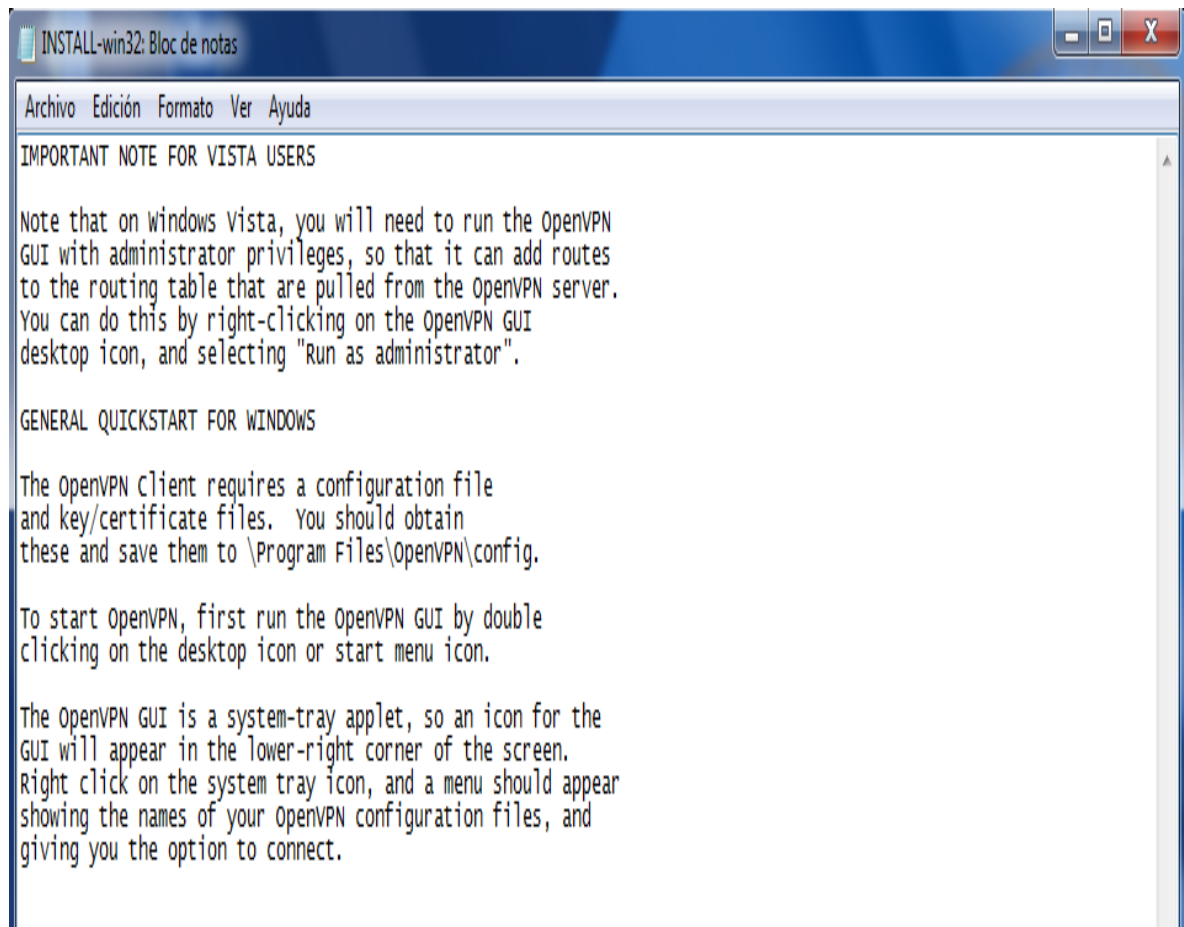 INSTALL-win32: Bloc de notas
Archivo Edición Formato Ver Ayuda
IMPORTANT NOTE FOR VISTA USERS
Note that on Windows Vista, you will need to run the OpenVPN
GUI with administrator privileges, so that it can add routes
to the routing table that are pulled from the OpenVPN server.
You can do this by right-clicking on the OpenVPN GUI
desktop icon, and selecting "Run as administrator".
GENERAL QUICKSTART FOR WINDOWS
The OpenVPN Client requires a configuration file
and key/certificate files.  You should obtain
these and save them to \Program Files\OpenVPN\config.
To start OpenVPN, first run the OpenVPN GUI by double
clicking on the desktop icon or start menu icon.
The OpenVPN GUI is a system-tray applet, so an icon for the
GUI will appear in the lower-right corner of the screen.
Right click on the system tray icon, and a menu should appear
showing the names of your OpenVPN configuration files, and
giving you the option to connect.